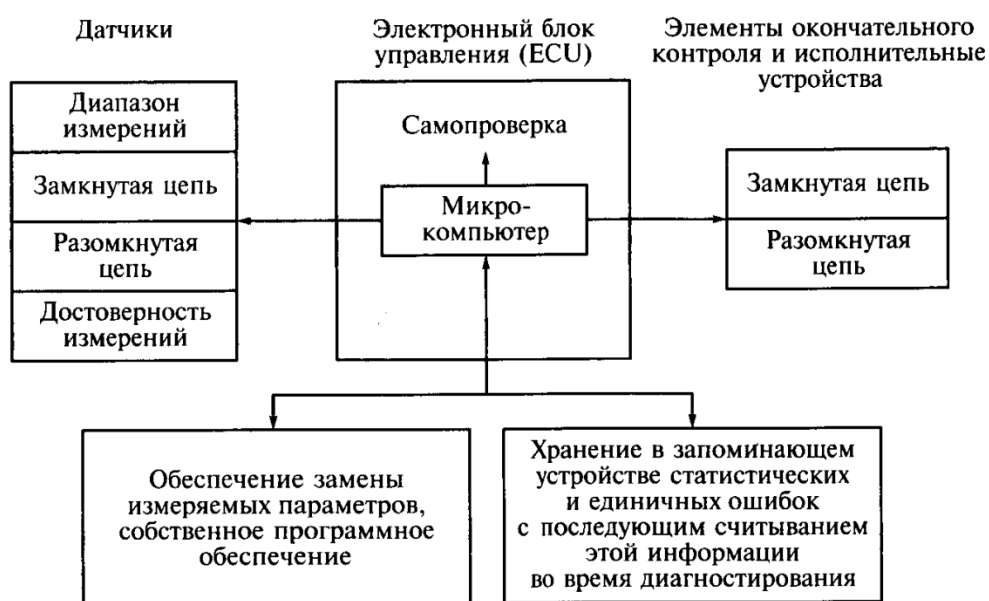 Датчики
Электронный блок
управления (ECU)
Элементы окончательного
контроля и исполнительные
устройства
Диапазон
измерений
Замкнутая цепь
Разомкнутая
цепь
Достоверность
измерений
Самопроверка
Микро-
компьютер
Замкнутая цепь
Разомкнутая
цепь
Обеспечение замены
измеряемых параметров,
собственное программное
обеспечение
Хранение в запоминающем
устройстве статистических
и единичных ошибок
с последующим считыванием
этой информации
во время диагностирования